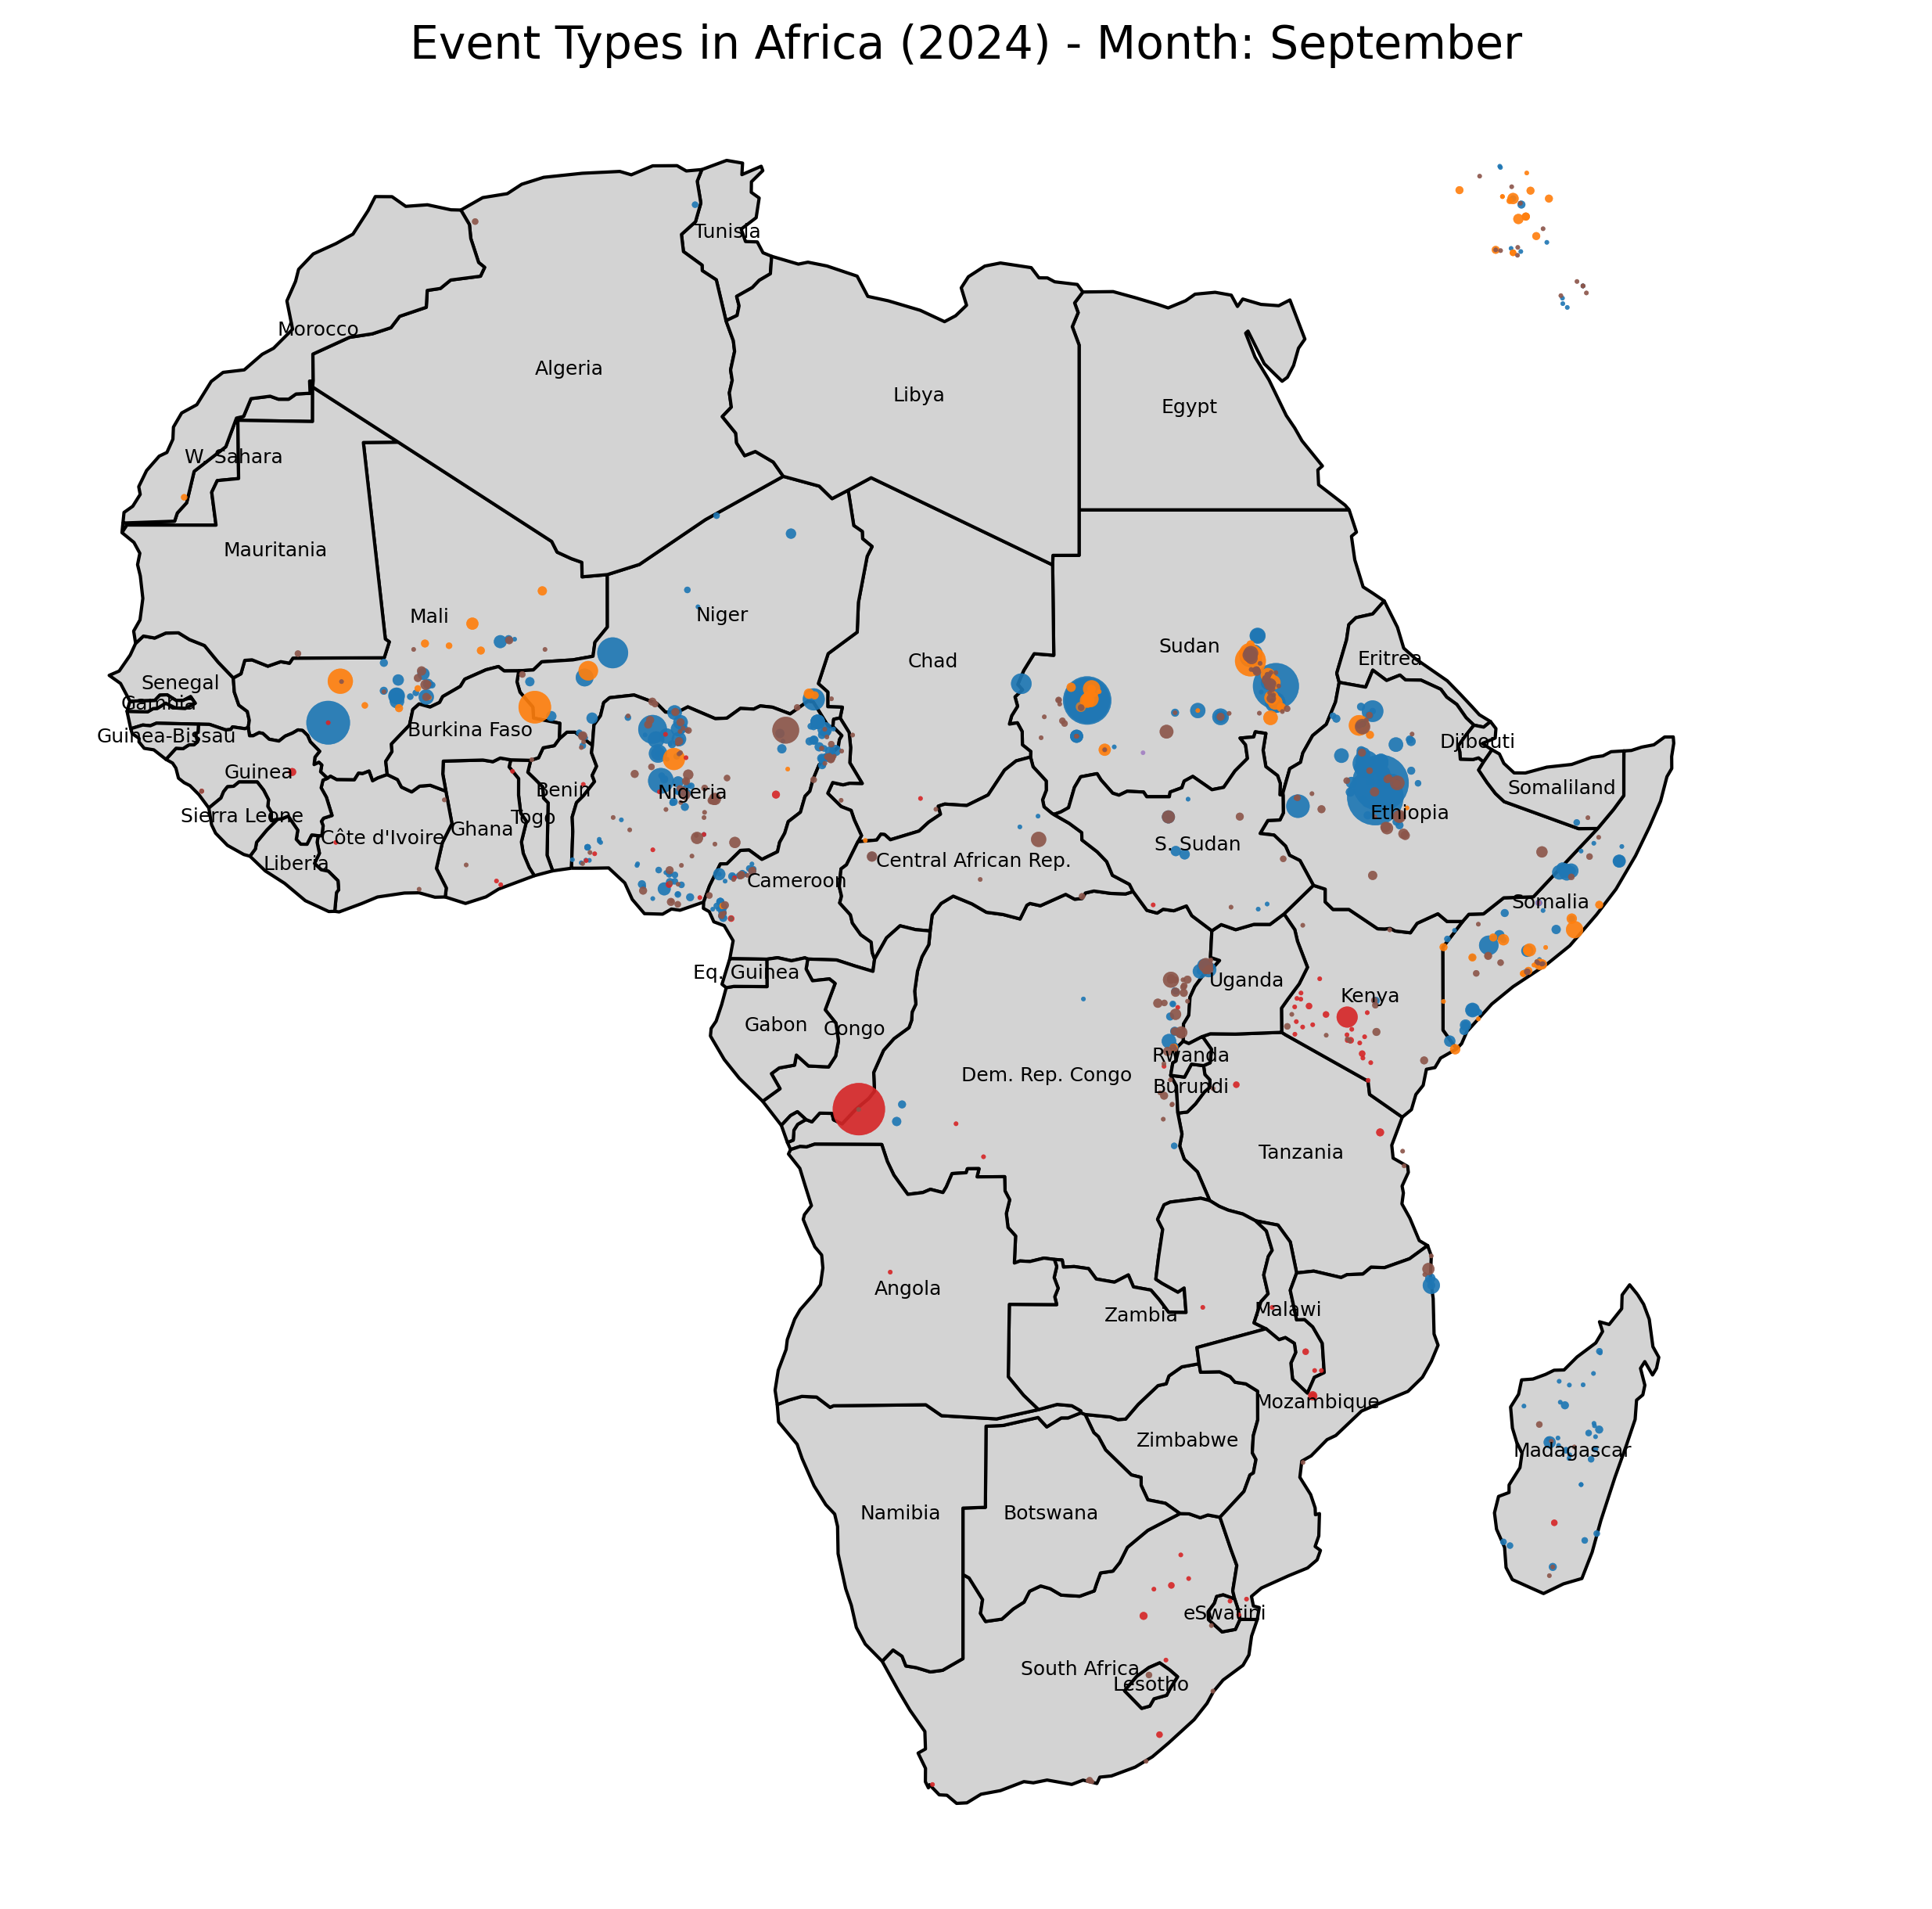 Event Types in Africa (2024) - Month: September
Tunisia
Morocco
Algeria
Libya
Egypt
W. Sahara
Mauritania
Mali
Niger
Chad
Sudan
Eritrea
Senegal
Gambia
Guinea-Bissau
Burkina Faso
Djibouti
Guinea
Benin
Nigeria
Somaliland
Sierra Leone
Togo
Ethiopia
Côte d'Ivoire
Ghana
S. Sudan
Liberia
Central African Rep.
Cameroon
Somalia
Eq. Guinea
Uganda
Kenya
Gabon
Congo
Rwanda
Dem. Rep. Congo
Burundi
Tanzania
Angola
Zambia
Malawi
Mozambique
Zimbabwe
Madagascar
Namibia
Botswana
eSwatini
South Africa
Lesotho